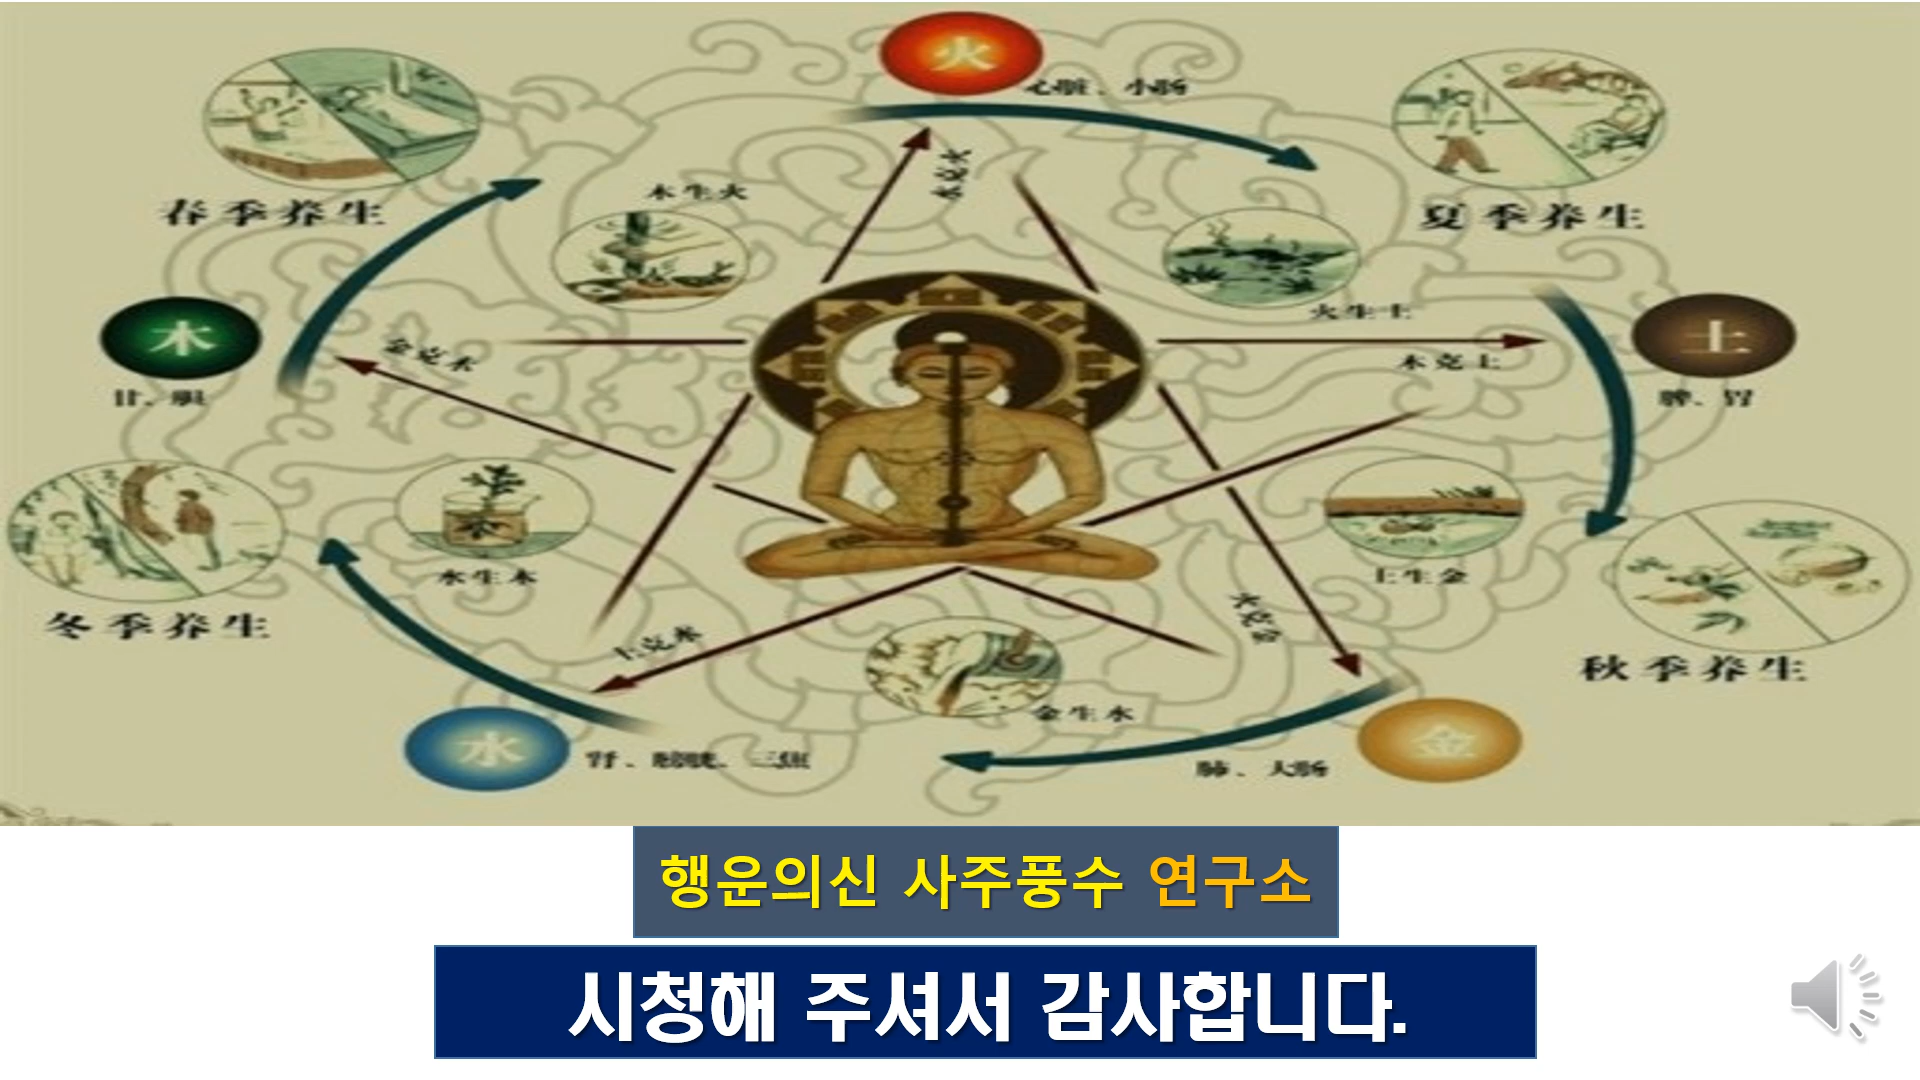 火
心脏、小肠
水克火
木生火
春季养生
夏季养生
木
金克木
火生土
土
木克土
脾、胃
水生木
土生金
冬季养生
秋季养生
金生水
水
肾、膀胱、三焦
金
肺、大肠
행운의신 사주풍수 연구소
시청해 주셔서 감사합니다.